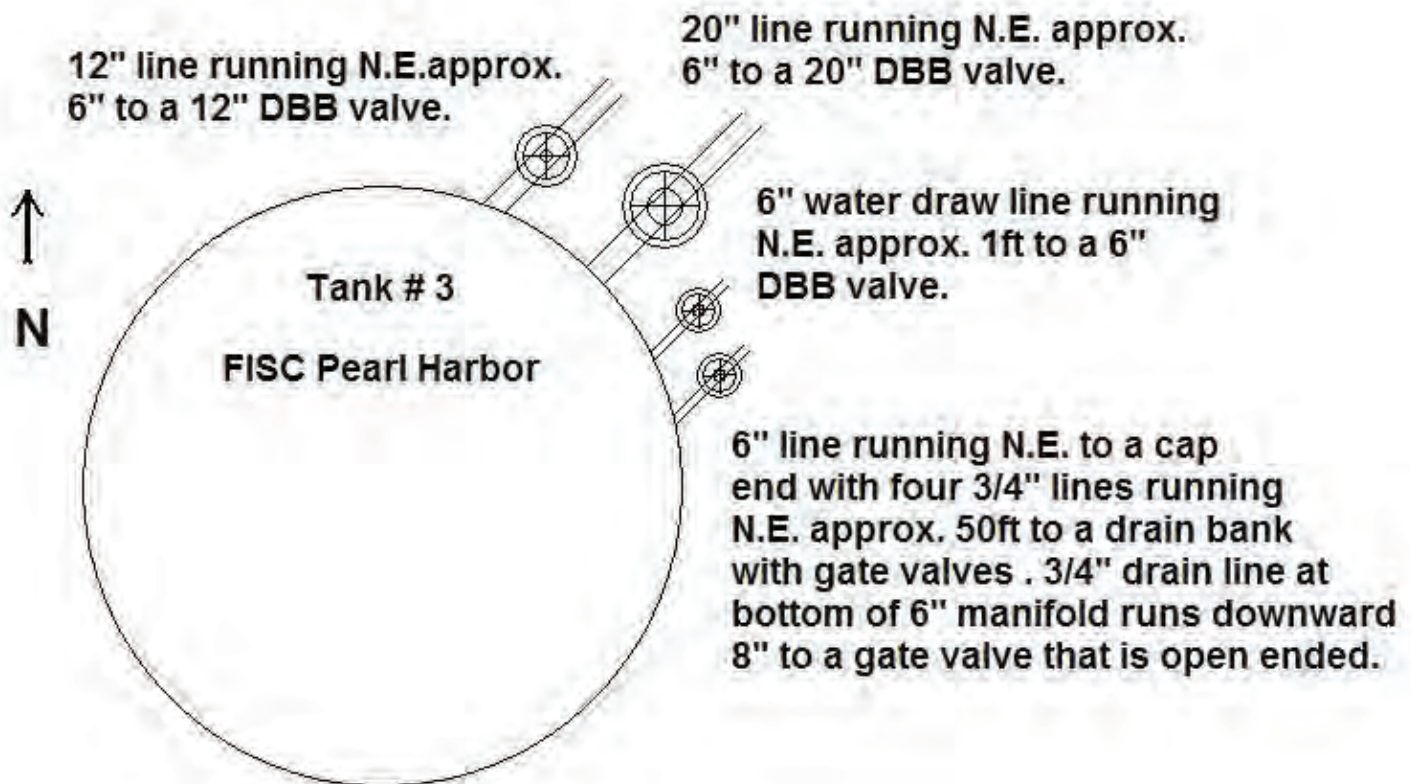 12" line running N.E.approx.
6" to a 12" DBB valve.
20" line running N.E. approx.
6" to a 20" DBB valve.
6" water draw line running
N.E. approx. 1ft to a 6"
DBB valve.
N
Tank # 3
FISC Pearl Harbor
6" line running N.E. to a cap
end with four 3/4" lines running
N.E. approx. 50ft to a drain bank
with gate valves . 3/4" drain line at
bottom of 6" manifold runs downward
8" to a gate valve that is open ended.